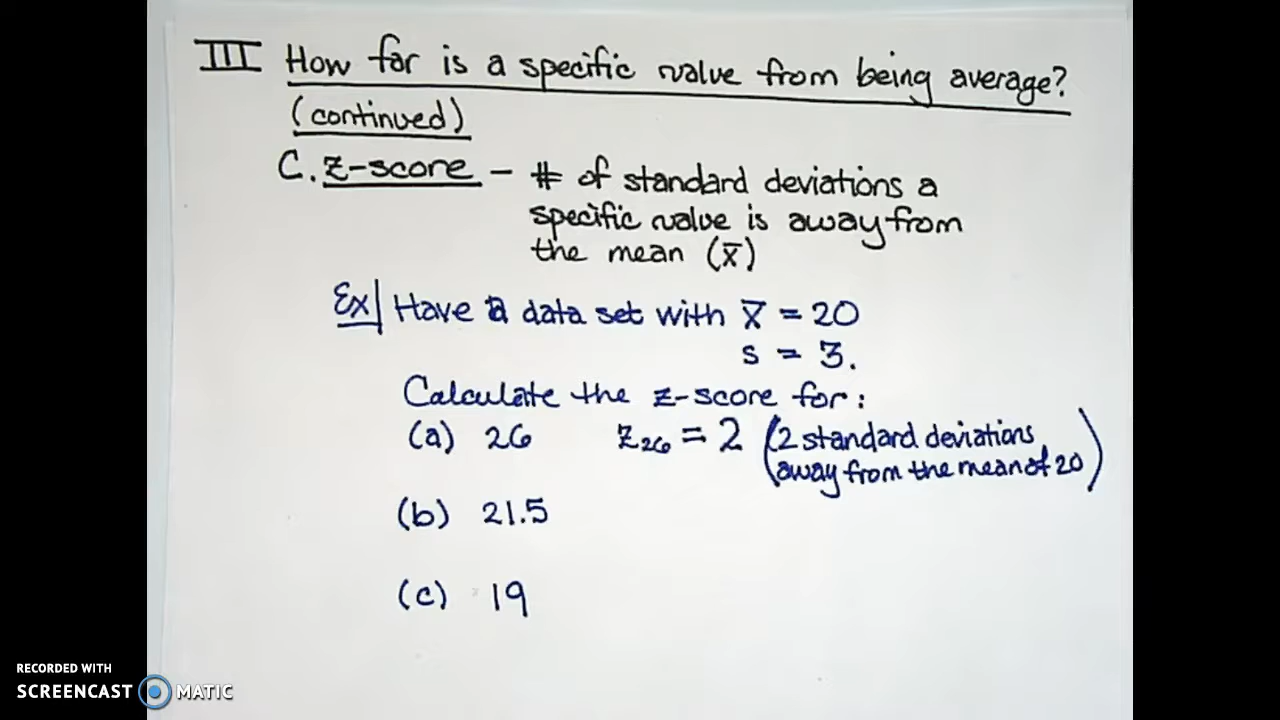 III How far is a specific value from being average?
(continued)
C. z-score - # of standard deviations a
specific value is away from
the mean (x̄)
Ex| Have a data set with x̄ = 20
s = 3.
Calculate the z-score for:
(a) 26 z₂₆ = 2 (2 standard deviations
away from the mean of 20)
(b) 21.5
(c) 19
RECORDED WITH
SCREENCAST MATIC